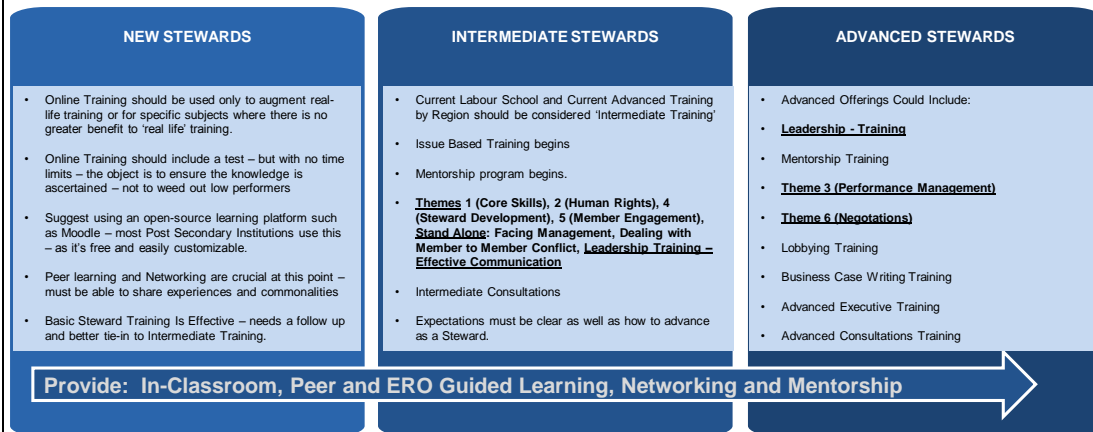 NEW STEWARDS
• Online Training should be used only to augment real-
life training or for specific subjects where there is no
greater benefit to ‘real life’ training.
• Online Training should include a test – but with no time
limits – the object is to ensure the knowledge is
ascertained – not to weed out low performers
• Suggest using an open-source learning platform such
as Moodle – most Post Secondary Institutions use this
– as it’s free and easily customizable.
• Peer learning and Networking are crucial at this point –
must be able to share experiences and commonalities
• Basic Steward Training Is Effective – needs a follow up
and better tie-in to Intermediate Training.
INTERMEDIATE STEWARDS
• Current Labour School and Current Advanced Training
by Region should be considered ‘Intermediate Training’
• Issue Based Training begins
• Mentorship program begins.
• Themes 1 (Core Skills), 2 (Human Rights), 4
(Steward Development), 5 (Member Engagement),
Stand Alone: Facing Management, Dealing with
Member to Member Conflict, Leadership Training –
Effective Communication
• Intermediate Consultations
• Expectations must be clear as well as how to advance
as a Steward.
ADVANCED STEWARDS
• Advanced Offerings Could Include:
• Leadership - Training
• Mentorship Training
• Theme 3 (Performance Management)
• Theme 6 (Negotations)
• Lobbying Training
• Business Case Writing Training
• Advanced Executive Training
• Advanced Consultations Training
Provide: In-Classroom, Peer and ERO Guided Learning, Networking and Mentorship